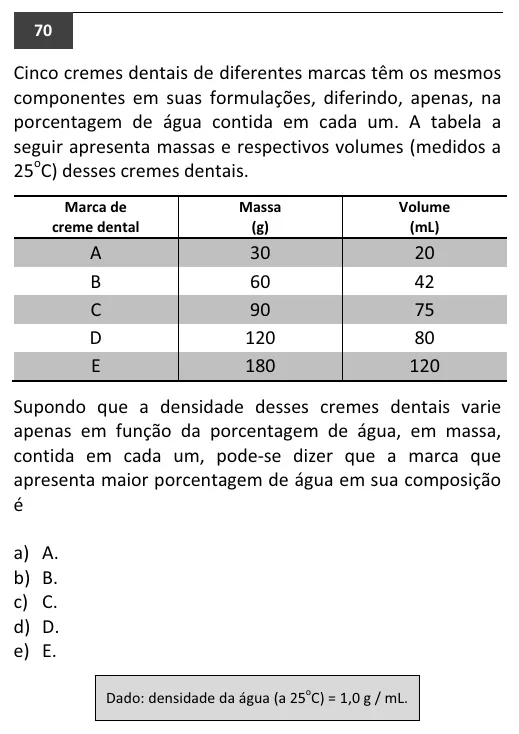 70
Cinco cremes dentais de diferentes marcas têm os mesmos
componentes em suas formulações, diferindo, apenas, na
porcentagem de água contida em cada um. A tabela a
seguir apresenta massas e respectivos volumes (medidos a
25°C) desses cremes dentais.
Marca de creme dental Massa (g) Volume (mL)
A 30 20
B 60 42
C 90 75
D 120 80
E 180 120
Supondo que a densidade desses cremes dentais varie
apenas em função da porcentagem de água, em massa,
contida em cada um, pode-se dizer que a marca que
apresenta maior porcentagem de água em sua composição
é
a) A.
b) B.
c) C.
d) D.
e) E.
Dado: densidade da água (a 25°C) = 1,0 g / mL.